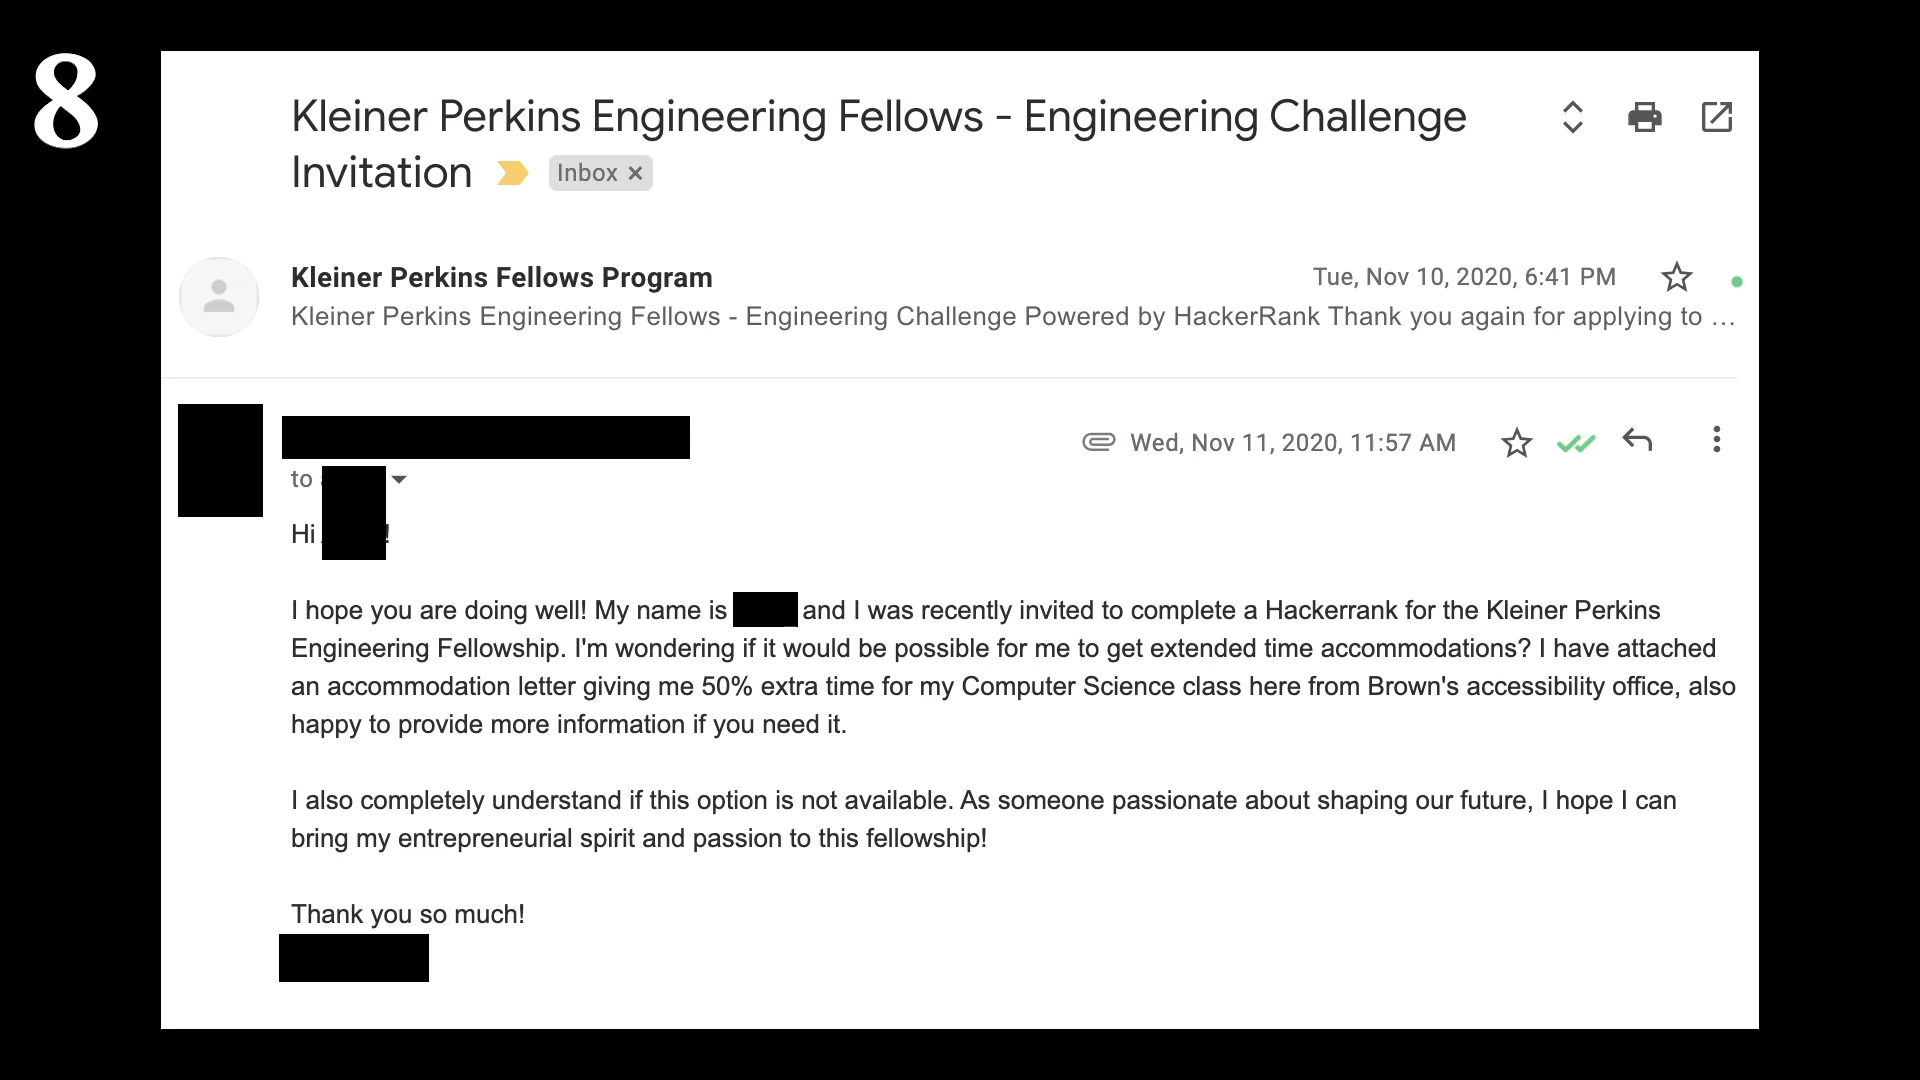 8
Kleiner Perkins Engineering Fellows - Engineering Challenge
Invitation
Inbox ×
Kleiner Perkins Fellows Program
Tue, Nov 10, 2020, 6:41 PM
Kleiner Perkins Engineering Fellows - Engineering Challenge Powered by HackerRank Thank you again for applying to …
Wed, Nov 11, 2020, 11:57 AM
to
Hi !
I hope you are doing well! My name is and I was recently invited to complete a Hackerrank for the Kleiner Perkins
Engineering Fellowship. I'm wondering if it would be possible for me to get extended time accommodations? I have attached
an accommodation letter giving me 50% extra time for my Computer Science class here from Brown's accessibility office, also
happy to provide more information if you need it.
I also completely understand if this option is not available. As someone passionate about shaping our future, I hope I can
bring my entrepreneurial spirit and passion to this fellowship!
Thank you so much!